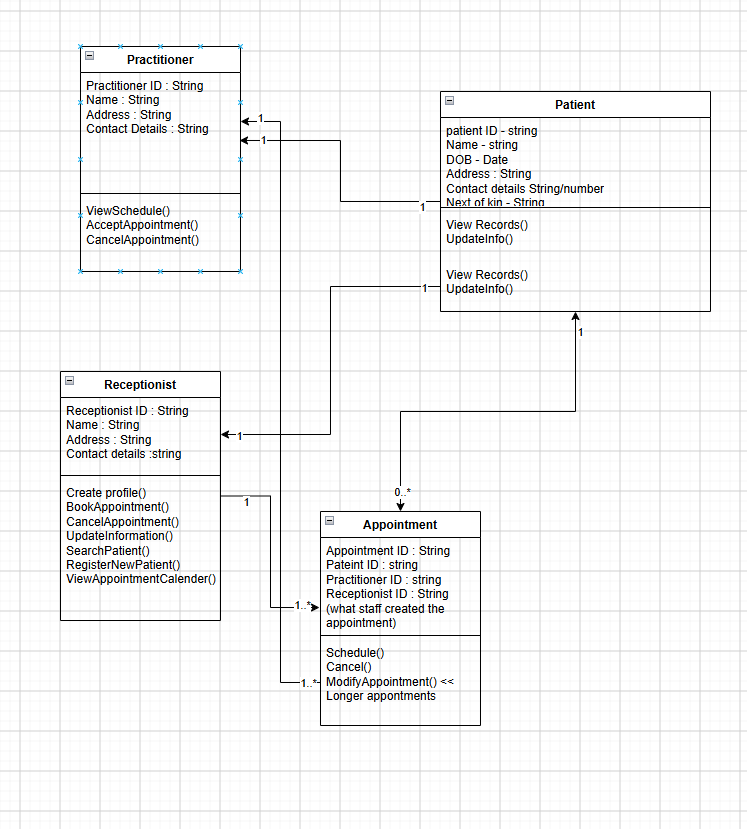 Practitioner
Practitioner ID : String
Name : String
Address : String
Contact Details : String
ViewSchedule()
AcceptAppointment()
CancelAppointment()
1
1
Patient
patient ID - string
Name - string
DOB - Date
Address : String
Contact details String/number
Next of kin - String
View Records()
UpdateInfo()
View Records()
UpdateInfo()
1
1
1
Receptionist
Receptionist ID : String
Name : String
Address : String
Contact details :string
Create profile()
BookAppointment()
CancelAppointment()
UpdateInformation()
SearchPatient()
RegisterNewPatient()
ViewAppointmentCalender()
1
1
0..*
1..*
1..*
Appointment
Appointment ID : String
Pateint ID : string
Practitioner ID : string
Receptionist ID : String
(what staff created the
appointment)
Schedule()
Cancel()
ModifyAppointment() <<
Longer appontments